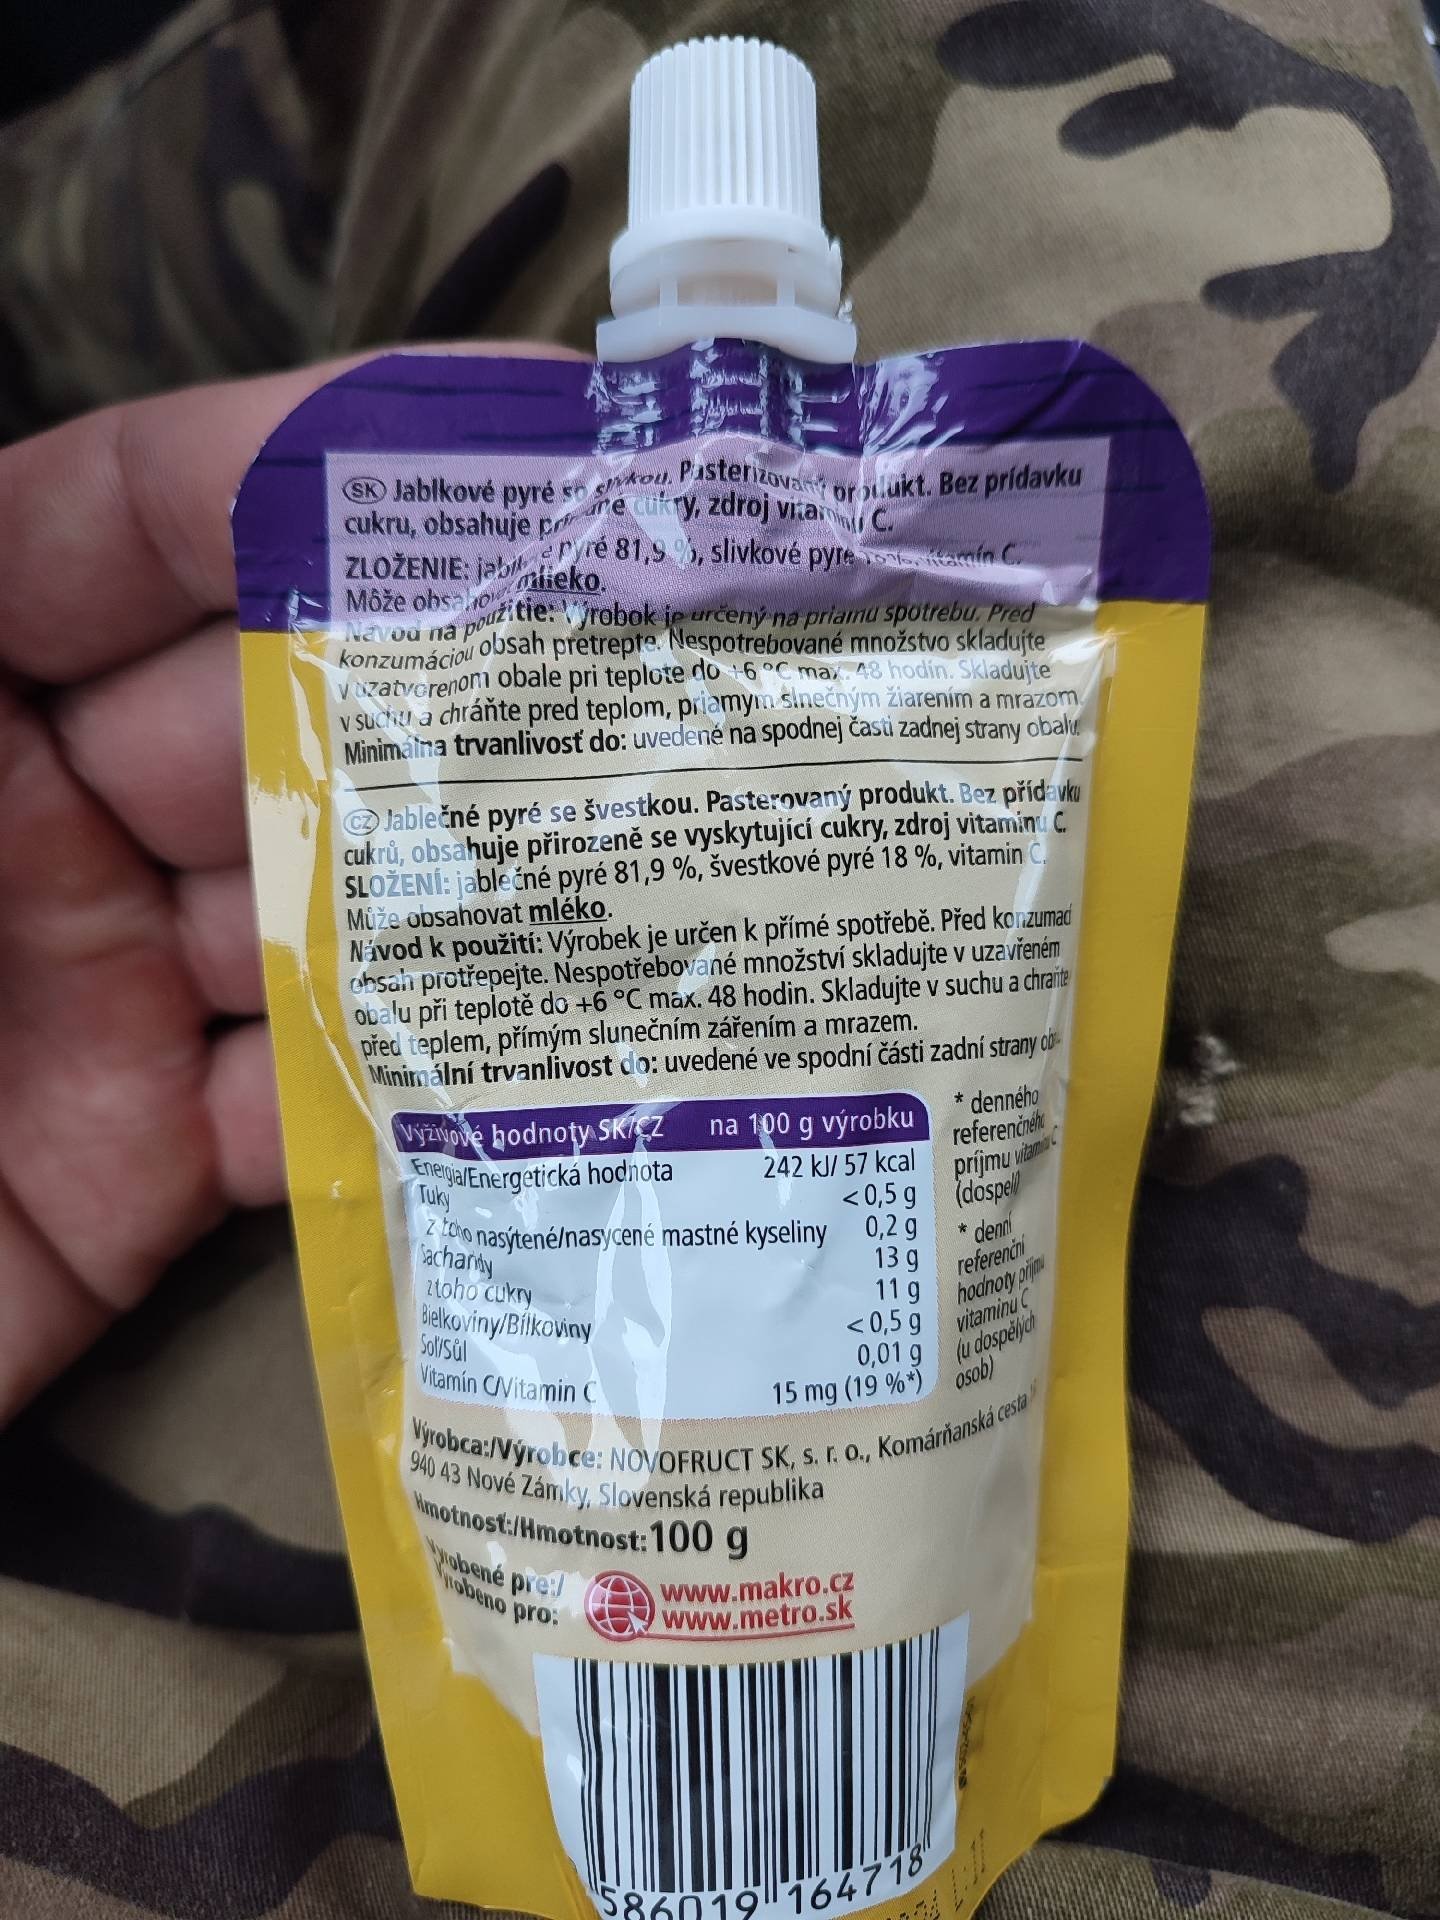 SK Jablkové pyré so slivkou. Pasterizovaný produkt. Bez prídavku
cukru, obsahuje cukry, zdroj vitamínu C.
ZLOŽENIE: pyré 81,9 %, slivkové pyré vitamín C.
Môže obsahovať mlieko.
Návod na použitie: Výrobok je určený na priamu spotrebu. Pred
konzumáciou obsah pretrepte. Nespotrebované množstvo skladujte
v uzatvorenom obale pri teplote do +6 °C max. 48 hodín. Skladujte
v suchu a chráňte pred teplom, priamym slnečným žiarením a mrazom.
Minimálna trvanlivosť do: uvedené na spodnej časti zadnej strany obalu.
CZ Jablečné pyré se švestkou. Pasterovaný produkt. Bez přídavku
cukrů, obsahuje přirozeně se vyskytující cukry, zdroj vitaminu C.
SLOŽENÍ: jablečné pyré 81,9 %, švestkové pyré 18 %, vitamin C.
Může obsahovat mléko.
Návod k použití: Výrobek je určen k přímé spotřebě. Před konzumací
obsah protřepejte. Nespotřebované množství skladujte v uzavřeném
obalu při teplotě do +6 °C max. 48 hodin. Skladujte v suchu a chraňte
před teplem, přímým slunečním zářením a mrazem.
Minimální trvanlivost do: uvedené ve spodní části zadní strany
Výživové hodnoty SK/CZ na 100 g výrobku
Energia/Energetická hodnota 242 kJ/ 57 kcal
Tuky <0,5 g
z toho nasýtené/nasycené mastné kyseliny 0,2 g
Sacharidy 13 g
z toho cukry 11 g
Bielkoviny/Bílkoviny <0,5 g
Soľ/Sůl 0,01 g
Vitamín C/Vitamin C 15 mg (19 %*)
* denného
referenčného
príjmu vitamínu C
(dospelí)
* denní
referenční
hodnoty příjmu
vitaminu C
(u dospělých
osob)
Výrobca:/Výrobce: NOVOFRUCT SK, s. r. o., Komárňanská cesta
940 43 Nové Zámky, Slovenská republika
Hmotnosť:/Hmotnost: 100 g
Vyrobené pre:/
Vyrobeno pro:
www.makro.cz
www.metro.sk
586019 164718